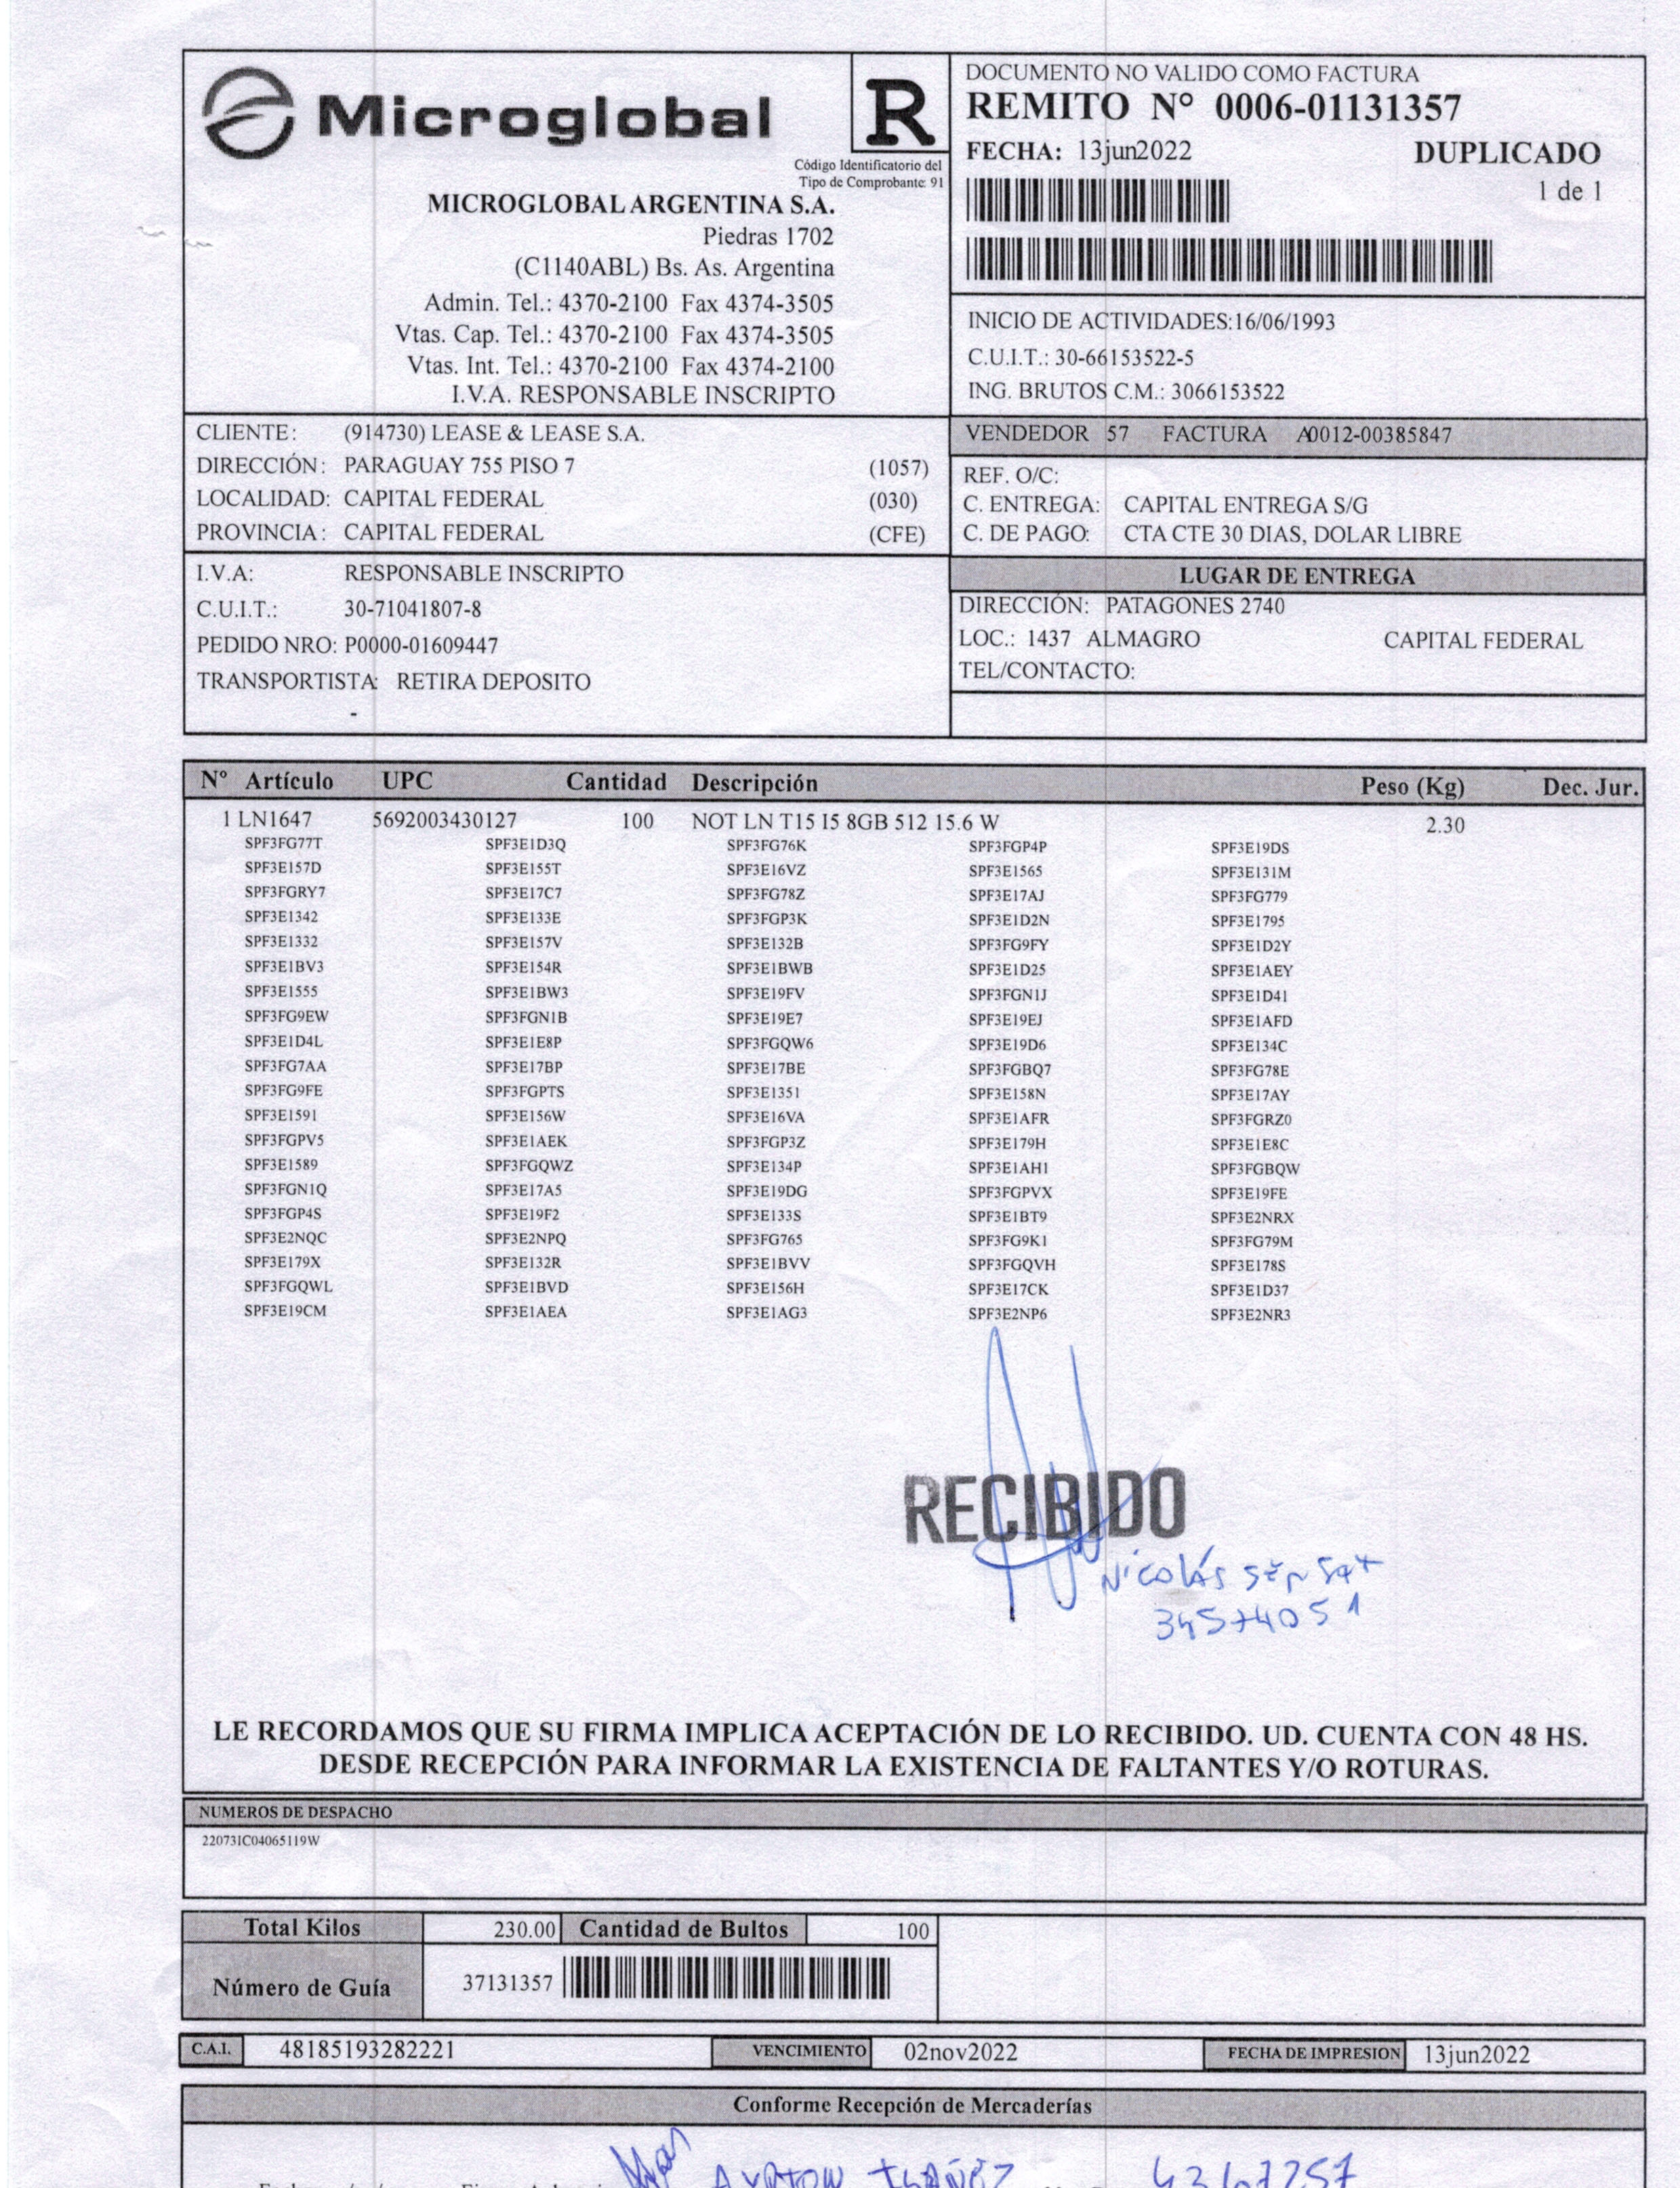 Microglobal
R
Código Identificatorio del
Tipo de Comprobante: 91
MICROGLOBAL ARGENTINA S.A.
Piedras 1702
(C1140ABL) Bs. As. Argentina
Admin. Tel.: 4370-2100 Fax 4374-3505
Vtas. Cap. Tel.: 4370-2100 Fax 4374-3505
Vtas. Int. Tel.: 4370-2100 Fax 4374-2100
I.V.A. RESPONSABLE INSCRIPTO
DOCUMENTO NO VALIDO COMO FACTURA
REMITO N° 0006-01131357
FECHA: 13jun2022 DUPLICADO
1 de 1
INICIO DE ACTIVIDADES:16/06/1993
C.U.I.T.: 30-66153522-5
ING. BRUTOS C.M.: 3066153522
CLIENTE: (914730) LEASE & LEASE S.A.
DIRECCIÓN: PARAGUAY 755 PISO 7 (1057)
LOCALIDAD: CAPITAL FEDERAL (030)
PROVINCIA: CAPITAL FEDERAL (CFE)
VENDEDOR 57 FACTURA A0012-00385847
REF. O/C:
C. ENTREGA: CAPITAL ENTREGA S/G
C. DE PAGO: CTA CTE 30 DIAS, DOLAR LIBRE
I.V.A: RESPONSABLE INSCRIPTO
C.U.I.T.: 30-71041807-8
PEDIDO NRO: P0000-01609447
TRANSPORTISTA: RETIRA DEPOSITO
-
LUGAR DE ENTREGA
DIRECCIÓN: PATAGONES 2740
LOC.: 1437 ALMAGRO CAPITAL FEDERAL
TEL/CONTACTO:
Nº Artículo UPC Cantidad Descripción Peso (Kg) Dec. Jur.
1 LN1647 5692003430127 100 NOT LN T15 I5 8GB 512 15.6 W 2.30
SPF3FG77T SPF3E1D3Q SPF3FG76K SPF3FGP4P SPF3E19DS
SPF3E157D SPF3E155T SPF3E16VZ SPF3E1565 SPF3E131M
SPF3FGRY7 SPF3E17C7 SPF3FG78Z SPF3E17AJ SPF3FG779
SPF3E1342 SPF3E133E SPF3FGP3K SPF3E1D2N SPF3E1795
SPF3E1332 SPF3E157V SPF3E132B SPF3FG9FY SPF3E1D2Y
SPF3E1BV3 SPF3E154R SPF3E1BWB SPF3E1D25 SPF3E1AEY
SPF3E1555 SPF3E1BW3 SPF3E19FV SPF3FGN1J SPF3E1D41
SPF3FG9EW SPF3FGN1B SPF3E19E7 SPF3E19EJ SPF3E1AFD
SPF3E1D4L SPF3E1E8P SPF3FGQW6 SPF3E19D6 SPF3E134C
SPF3FG7AA SPF3E17BP SPF3E17BE SPF3FGBQ7 SPF3FG78E
SPF3FG9FE SPF3FGPTS SPF3E1351 SPF3E158N SPF3E17AY
SPF3E1591 SPF3E156W SPF3E16VA SPF3E1AFR SPF3FGRZ0
SPF3FGPV5 SPF3E1AEK SPF3FGP3Z SPF3E179H SPF3E1E8C
SPF3E1589 SPF3FGQWZ SPF3E134P SPF3E1AH1 SPF3FGBQW
SPF3FGN1Q SPF3E17A5 SPF3E19DG SPF3FGPVX SPF3E19FE
SPF3FGP4S SPF3E19F2 SPF3E133S SPF3E1BT9 SPF3E2NRX
SPF3E2NQC SPF3E2NPQ SPF3FG765 SPF3FG9K1 SPF3FG79M
SPF3E179X SPF3E132R SPF3E1BVV SPF3FGQVH SPF3E178S
SPF3FGQWL SPF3E1BVD SPF3E156H SPF3E17CK SPF3E1D37
SPF3E19CM SPF3E1AEA SPF3E1AG3 SPF3E2NP6 SPF3E2NR3
RECIBIDO
Nicolás
34574051
LE RECORDAMOS QUE SU FIRMA IMPLICA ACEPTACIÓN DE LO RECIBIDO. UD. CUENTA CON 48 HS.
DESDE RECEPCIÓN PARA INFORMAR LA EXISTENCIA DE FALTANTES Y/O ROTURAS.
NUMEROS DE DESPACHO
22073IC04065119W
Total Kilos 230.00 Cantidad de Bultos 100
Número de Guía 37131357
C.A.I. 48185193282221 VENCIMIENTO 02nov2022 FECHA DE IMPRESION 13jun2022
Conforme Recepción de Mercaderías